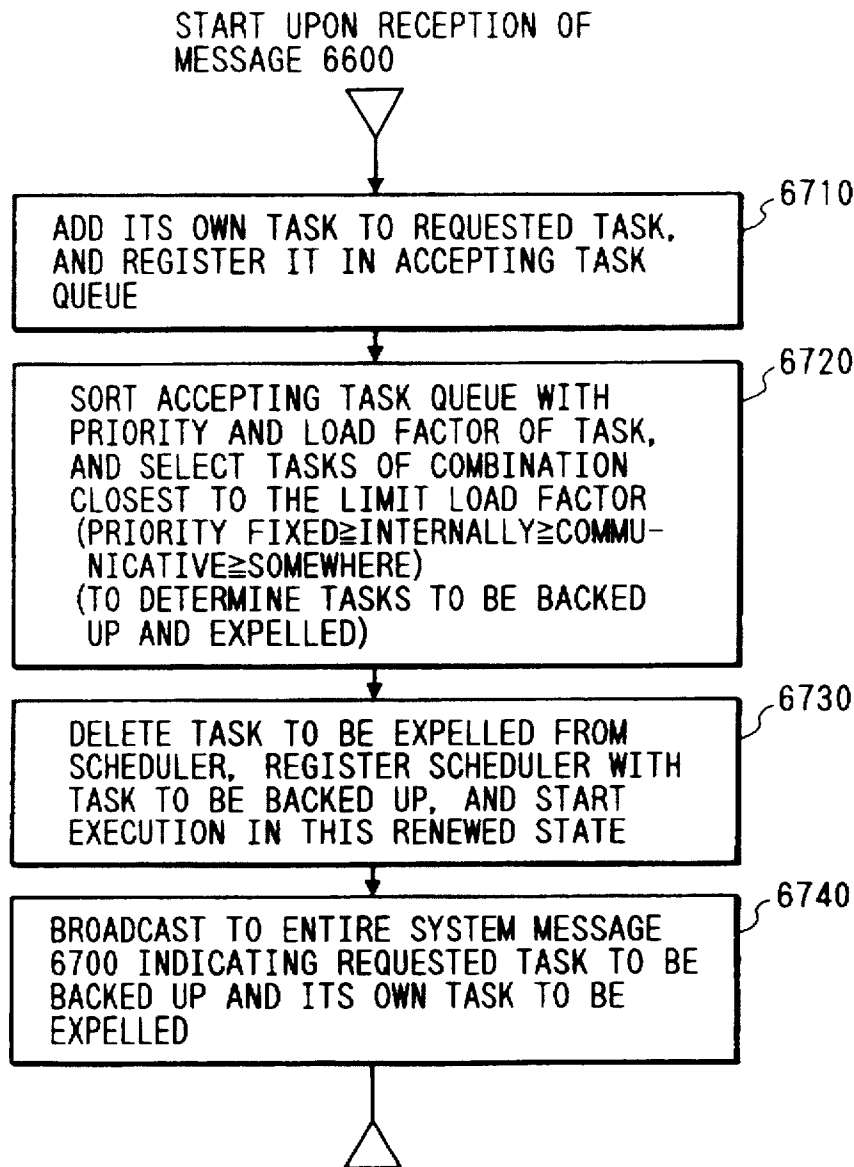 START UPON RECEPTION OF
MESSAGE 6600
6710
ADD ITS OWN TASK TO REQUESTED TASK,
AND REGISTER IT IN ACCEPTING TASK
QUEUE
6720
SORT ACCEPTING TASK QUEUE WITH
PRIORITY AND LOAD FACTOR OF TASK,
AND SELECT TASKS OF COMBINATION
CLOSEST TO THE LIMIT LOAD FACTOR
(PRIORITY FIXED≧INTERNALLY≧COMMU-
NICATIVE≧SOMEWHERE)
(TO DETERMINE TASKS TO BE BACKED
UP AND EXPELLED)
6730
DELETE TASK TO BE EXPELLED FROM
SCHEDULER, REGISTER SCHEDULER WITH
TASK TO BE BACKED UP, AND START
EXECUTION IN THIS RENEWED STATE
6740
BROADCAST TO ENTIRE SYSTEM MESSAGE
6700 INDICATING REQUESTED TASK TO BE
BACKED UP AND ITS OWN TASK TO BE
EXPELLED